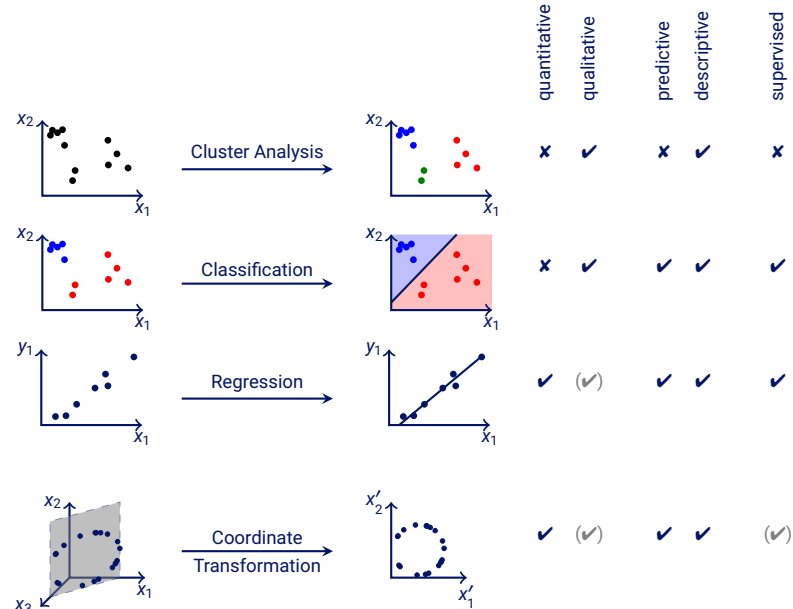 quantitative
qualitative
predictive
descriptive
supervised
x₂
x₁
Cluster Analysis
x₂
x₁
✘ ✔ ✘ ✔ ✘
x₂
x₁
Classification
x₂
x₁
✘ ✔ ✔ ✔ ✔
y₁
x₁
Regression
y₁
x₁
✔ (✔) ✔ ✔ ✔
x₂
x₁
x₃
Coordinate
Transformation
x′₂
x′₁
✔ (✔) ✔ ✔ (✔)